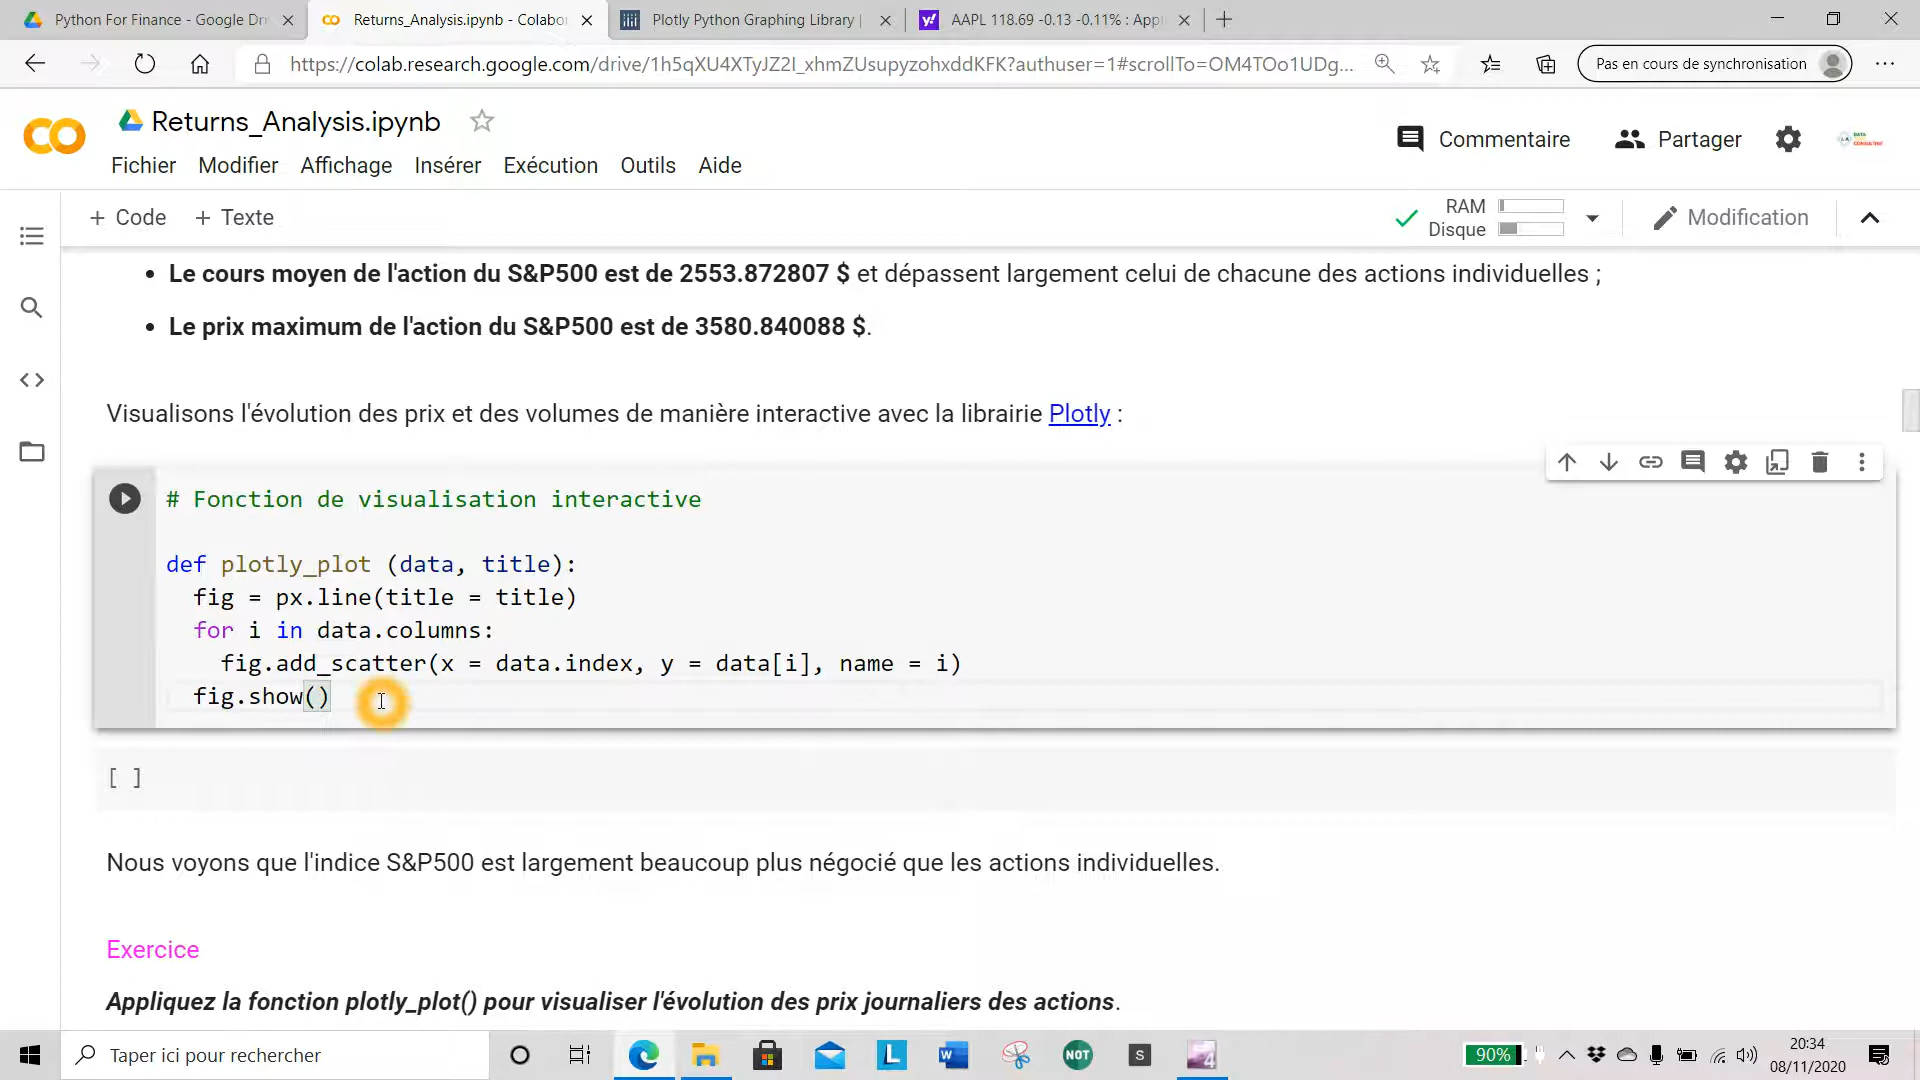 Python For Finance - Google Dri
Returns_Analysis.ipynb - Colabo
Plotly Python Graphing Library |
AAPL 118.69 -0.13 -0.11% : App
https://colab.research.google.com/drive/1h5qXU4XTyJZ2I_xhmZUsupyzohxddKFK?authuser=1#scrollTo=OM4TOo1UDg...
Pas en cours de synchronisation
Returns_Analysis.ipynb
Commentaire
Partager
Fichier Modifier Affichage Insérer Exécution Outils Aide
+ Code + Texte
RAM
Disque
Modification
• Le cours moyen de l'action du S&P500 est de 2553.872807 $ et dépassent largement celui de chacune des actions individuelles ;
• Le prix maximum de l'action du S&P500 est de 3580.840088 $.
Visualisons l'évolution des prix et des volumes de manière interactive avec la librairie Plotly :
# Fonction de visualisation interactive
def plotly_plot (data, title):
fig = px.line(title = title)
for i in data.columns:
fig.add_scatter(x = data.index, y = data[i], name = i)
fig.show()
[ ]
Nous voyons que l'indice S&P500 est largement beaucoup plus négocié que les actions individuelles.
Exercice
Appliquez la fonction plotly_plot() pour visualiser l'évolution des prix journaliers des actions.
Taper ici pour rechercher
NOT
S
90%
20:34
08/11/2020